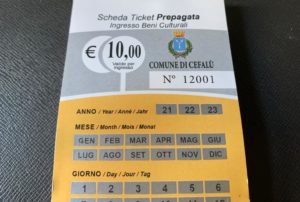 Scheda Ticket Prepagata
Ingresso Beni Culturali
€ 10,00
Valido per
Ingresso
COMUNE DI CEFALÙ
N° 12001
ANNO / Year / Annè / Jahr 21 22 23
MESE / Month / Mois / Monat
GEN FEB MAR APR MAG GIU
LUG AGO SET OTT NOV DIC
GIORNO / Day / Jour / Tag
1 2 3 4 5 6